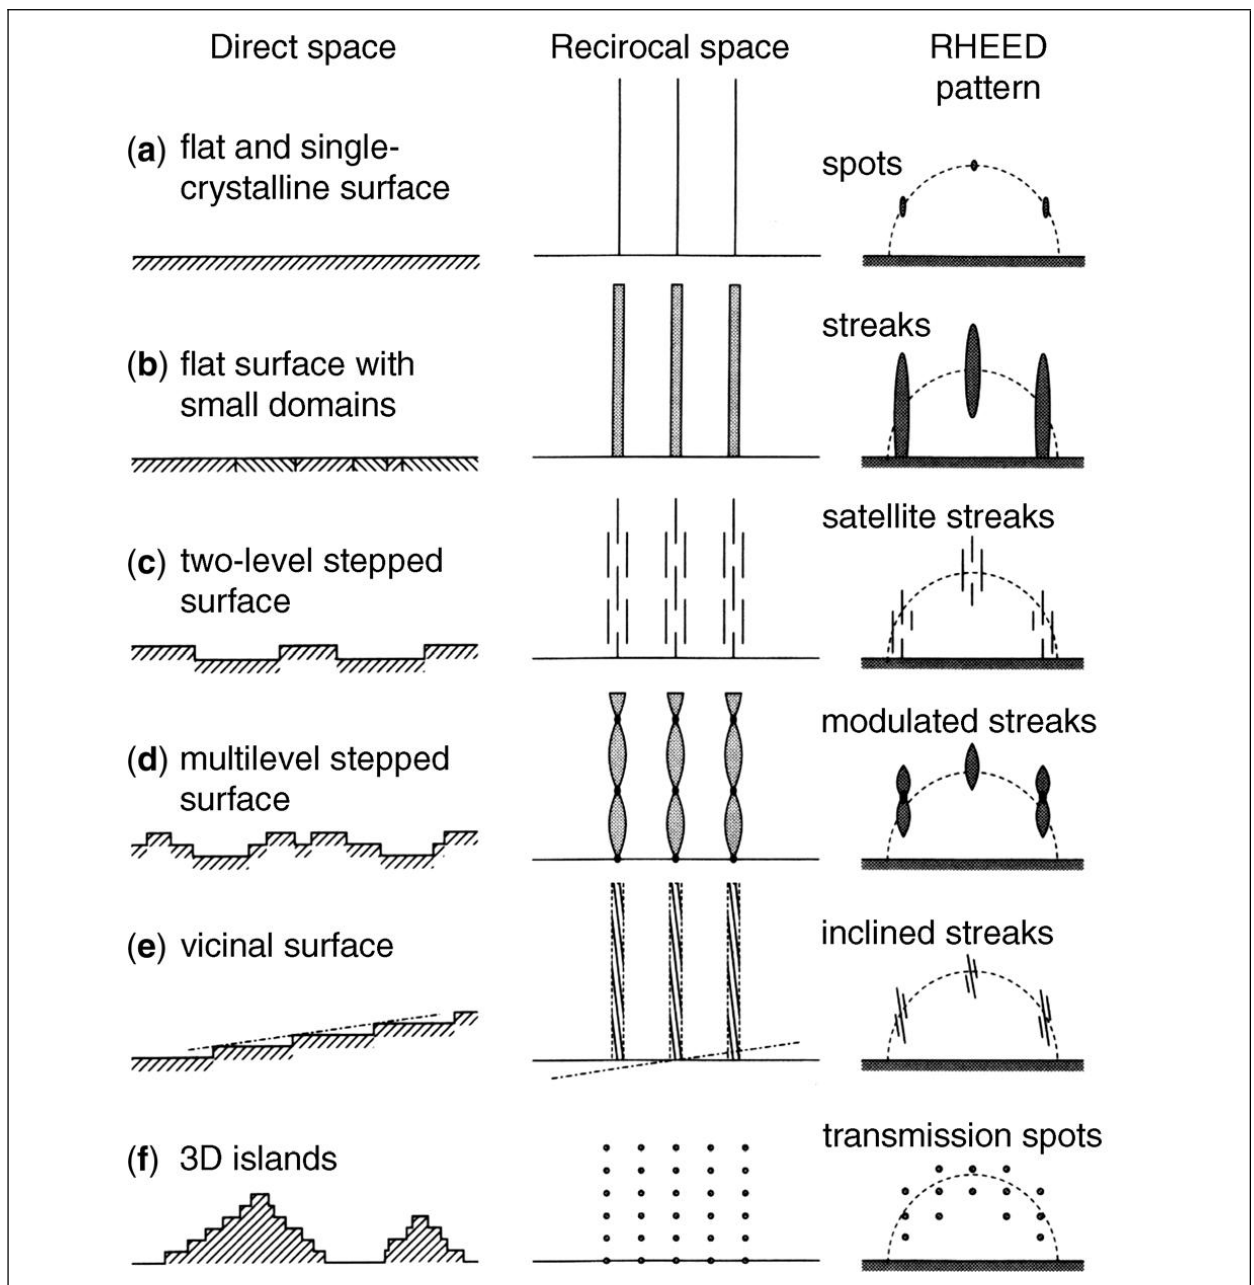 Direct space
Recirocal space
RHEED
pattern
(a) flat and single-
crystalline surface
spots
(b) flat surface with
small domains
streaks
(c) two-level stepped
surface
satellite streaks
(d) multilevel stepped
surface
modulated streaks
(e) vicinal surface
inclined streaks
(f) 3D islands
transmission spots